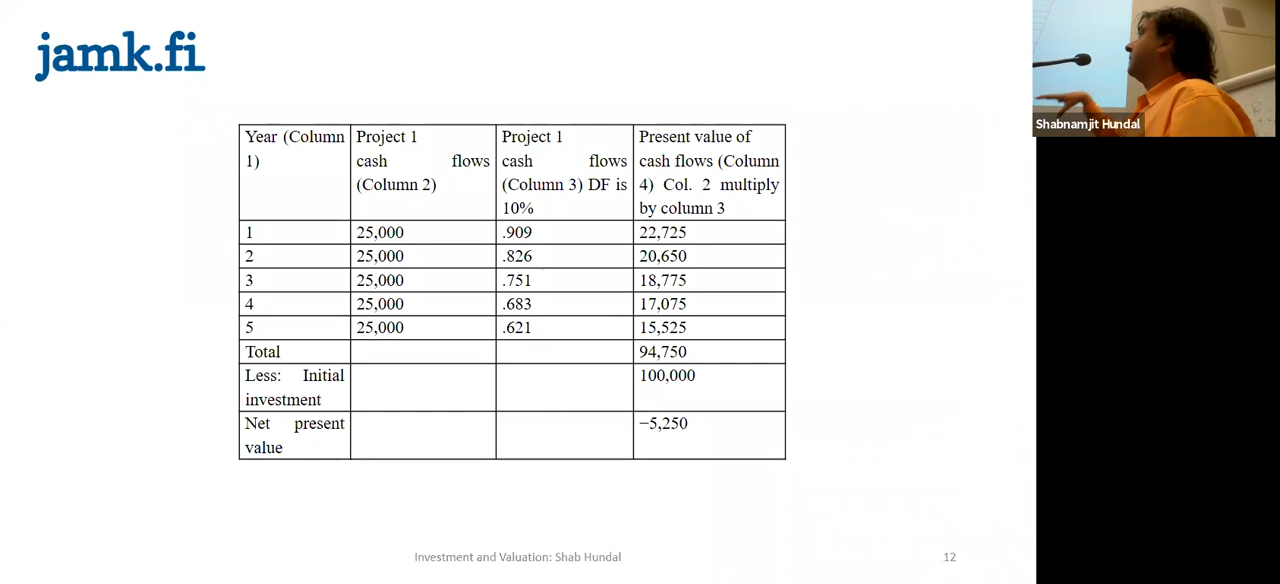 jamk.fi
Shabnamjit Hundal
Year (Column Project 1 Project 1 Present value of
1) cash flows cash flows cash flows (Column
(Column 2) (Column 3) DF is 4) Col. 2 multiply
10% by column 3
1 25,000 .909 22,725
2 25,000 .826 20,650
3 25,000 .751 18,775
4 25,000 .683 17,075
5 25,000 .621 15,525
Total 94,750
Less: Initial 100,000
investment
Net present −5,250
value
Investment and Valuation: Shab Hundal 12